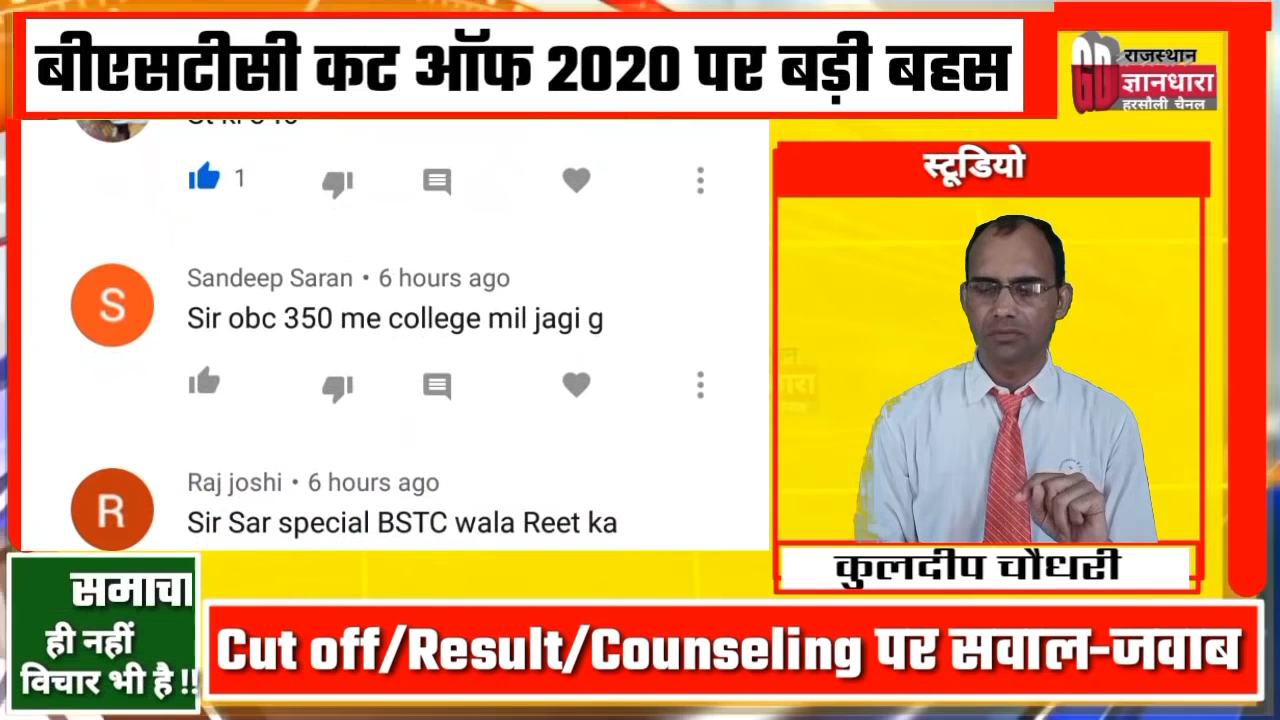 बीएसटीसी कट ऑफ 2020 पर बड़ी बहस
GD
राजस्थान
ज्ञानधारा
हरसोली चैनल
1
Sandeep Saran • 6 hours ago
Sir obc 350 me college mil jagi g
S
Raj joshi • 6 hours ago
Sir Sar special BSTC wala Reet ka
R
स्टूडियो
कुलदीप चौधरी
समाचा
ही नहीं
विचार भी है !!
Cut off/Result/Counseling पर सवाल-जवाब